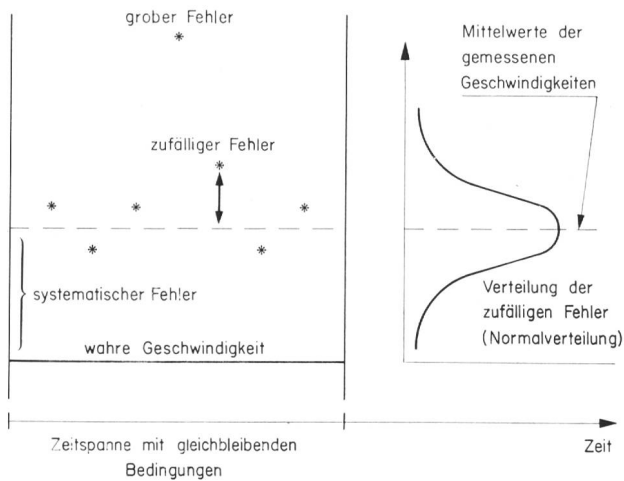 grober Fehler
zufälliger Fehler
systematischer Fehler
wahre Geschwindigkeit
Zeitspanne mit gleichbleibenden
Bedingungen
Mittelwerte der
gemessenen
Geschwindigkeiten
Verteilung der
zufälligen Fehler
(Normalverteilung)
Zeit